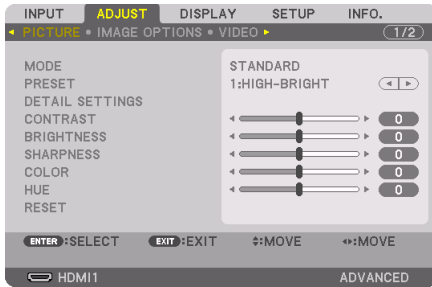 INPUT ADJUST DISPLAY SETUP INFO.
PICTURE • IMAGE OPTIONS • VIDEO 1/2
MODE STANDARD
PRESET 1:HIGH-BRIGHT
DETAIL SETTINGS
CONTRAST 0
BRIGHTNESS 0
SHARPNESS 0
COLOR 0
HUE 0
RESET
ENTER:SELECT EXIT:EXIT :MOVE :MOVE
HDMI1 ADVANCED